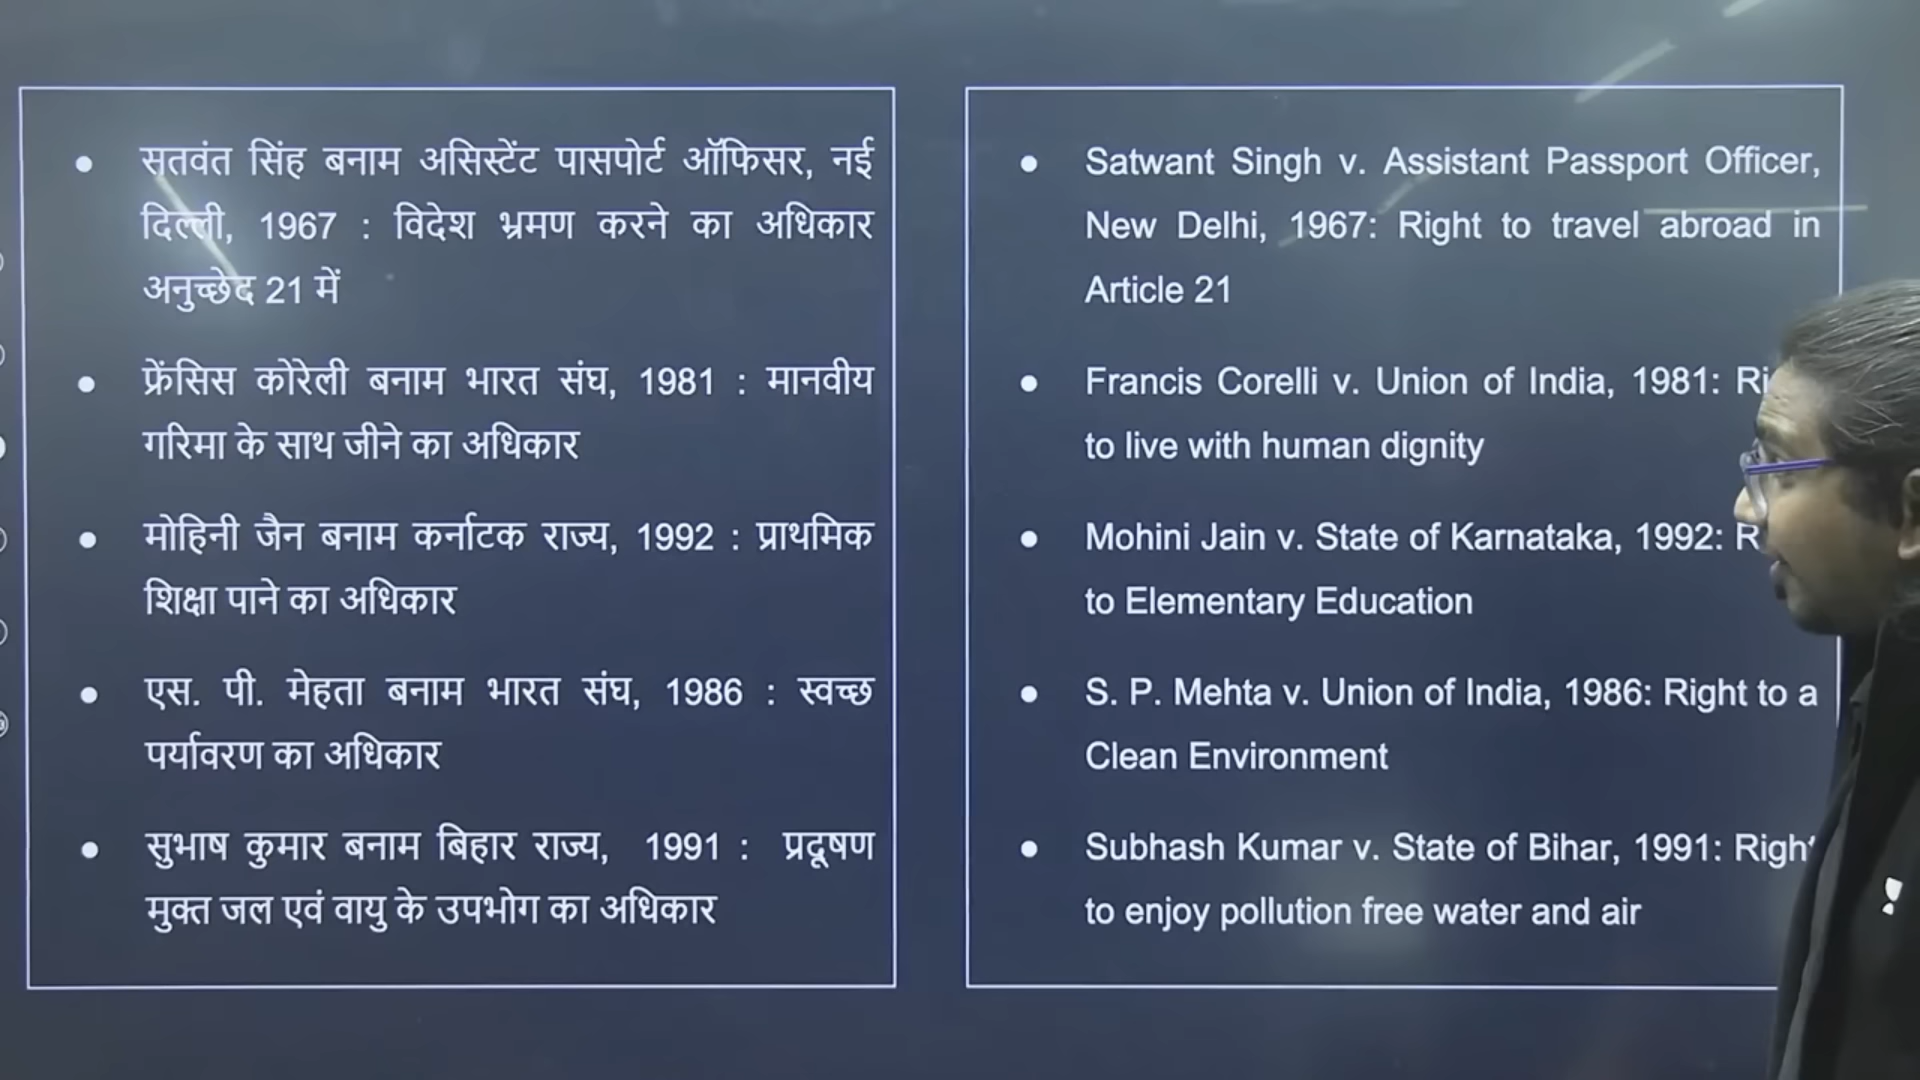 सतवंत सिंह बनाम असिस्टेंट पासपोर्ट ऑफिसर, नई
दिल्ली, 1967 : विदेश भ्रमण करने का अधिकार
अनुच्छेद 21 में
फ्रेंसिस कोरेली बनाम भारत संघ, 1981 : मानवीय
गरिमा के साथ जीने का अधिकार
मोहिनी जैन बनाम कर्नाटक राज्य, 1992 : प्राथमिक
शिक्षा पाने का अधिकार
एस. पी. मेहता बनाम भारत संघ, 1986 : स्वच्छ
पर्यावरण का अधिकार
सुभाष कुमार बनाम बिहार राज्य, 1991 : प्रदूषण
मुक्त जल एवं वायु के उपभोग का अधिकार
Satwant Singh v. Assistant Passport Officer,
New Delhi, 1967: Right to travel abroad in
Article 21
Francis Corelli v. Union of India, 1981:
to live with human dignity
Mohini Jain v. State of Karnataka, 1992:
to Elementary Education
S. P. Mehta v. Union of India, 1986: Right to a
Clean Environment
Subhash Kumar v. State of Bihar, 1991: Right
to enjoy pollution free water and air